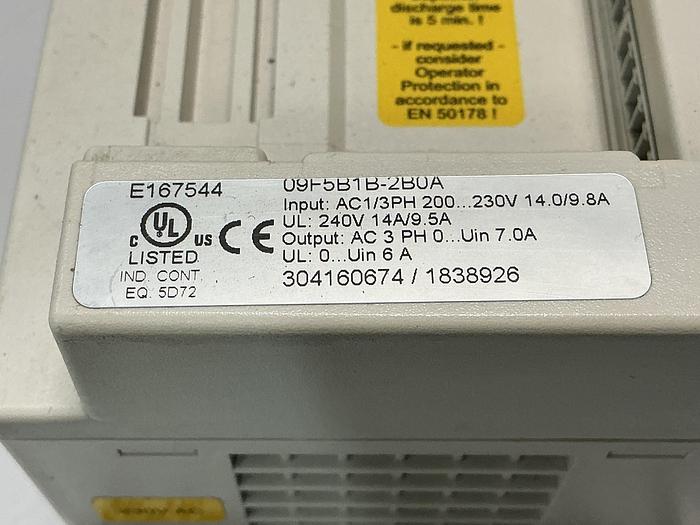 discharge time
is 5 min. !
- if requested -
consider
Operator
Protection in
accordance to
EN 50178 !
E167544
C UL US CE
LISTED
IND. CONT.
EQ. 5D72
09F5B1B-2B0A
Input: AC1/3PH 200...230V 14.0/9.8A
UL: 240V 14A/9.5A
Output: AC 3 PH 0...Uin 7.0A
UL: 0...Uin 6 A
304160674 / 1838926
230V AC